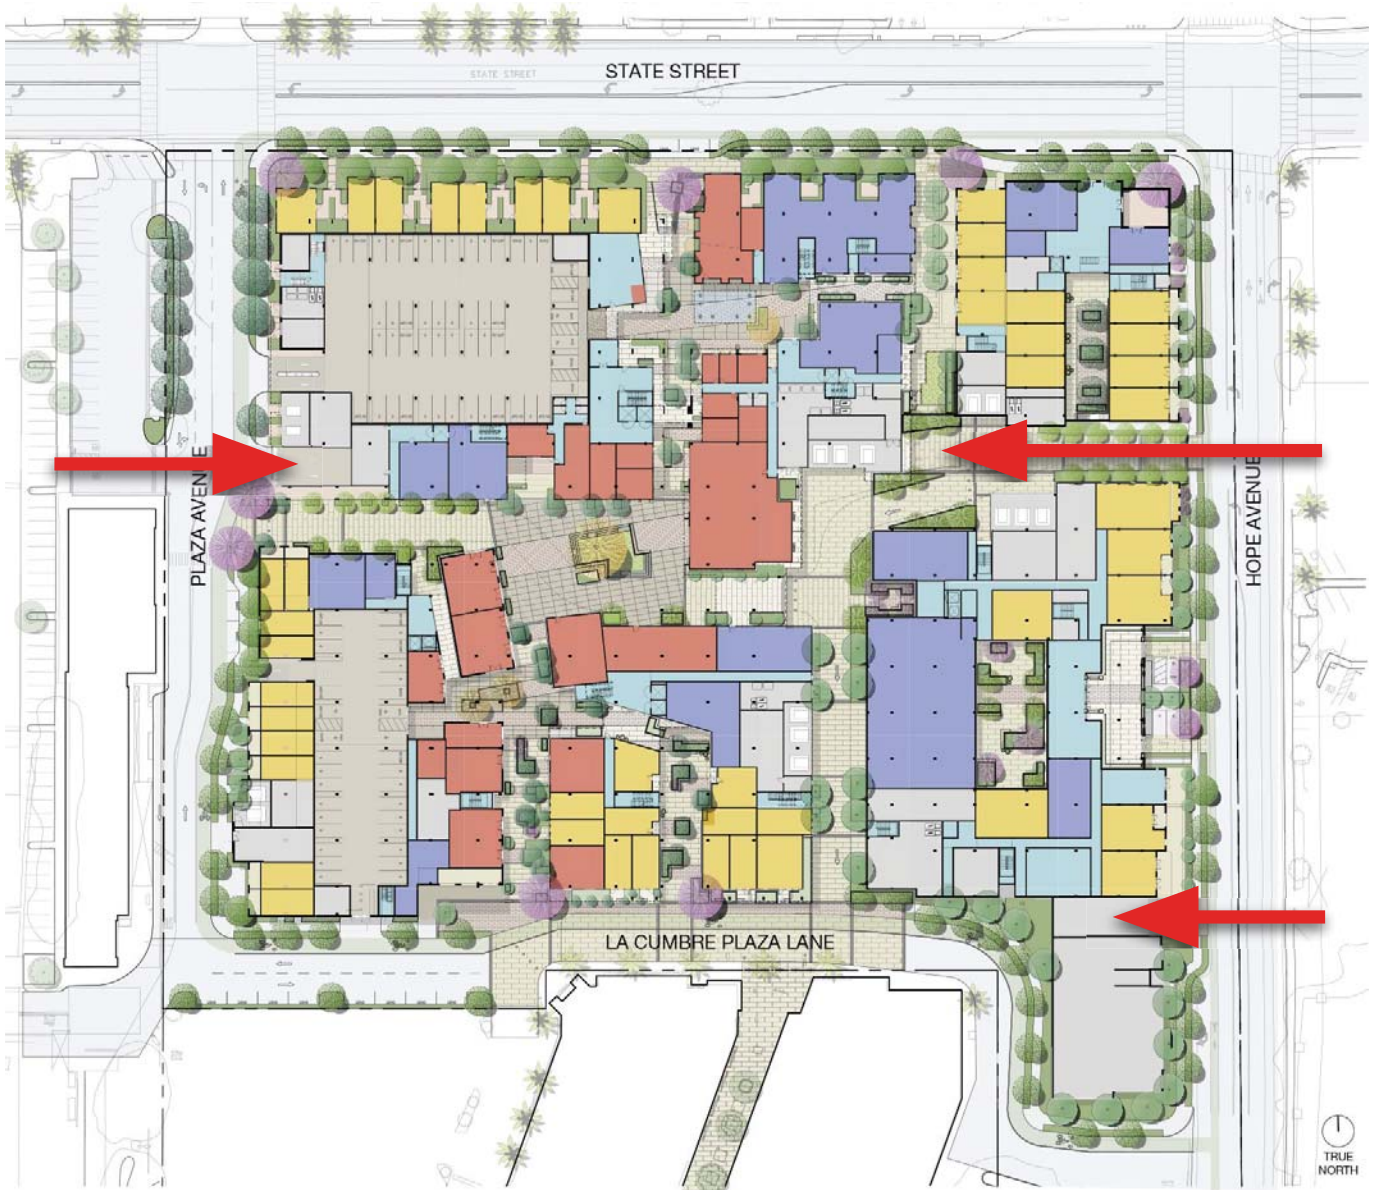 STATE STREET
STATE STREET
PLAZA AVENUE
HOPE AVENUE
LA CUMBRE PLAZA LANE
TRUE
NORTH